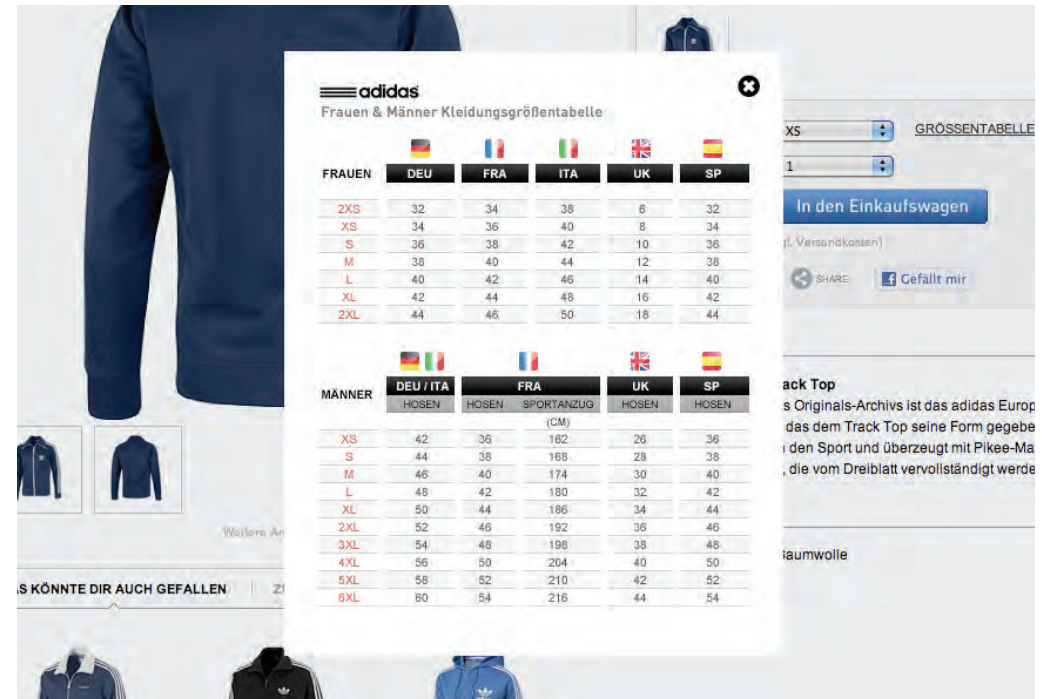 adidas
Frauen & Männer Kleidungsgrößentabelle
XS
GRÖSSENTABELLE
1
In den Einkaufswagen
Versandkosten)
SHARE
Gefällt mir
FRAUEN DEU FRA ITA UK SP
2XS 32 34 38 6 32
XS 34 36 40 8 34
S 36 38 42 10 36
M 38 40 44 12 38
L 40 42 46 14 40
XL 42 44 48 16 42
2XL 44 46 50 18 44
MÄNNER DEU / ITA FRA UK SP
HOSEN HOSEN SPORTANZUG HOSEN HOSEN
(CM)
XS 42 36 162 26 36
S 44 38 168 28 38
M 46 40 174 30 40
L 48 42 180 32 42
XL 50 44 186 34 44
2XL 52 46 192 36 46
3XL 54 48 198 38 48
4XL 56 50 204 40 50
5XL 58 52 210 42 52
6XL 60 54 216 44 54
Top
Originals-Archivs ist das adidas
das dem Track Top seine Form
den Sport und überzeugt mit
die vom Dreiblatt vervollständigt
Weitere
KÖNNTE DIR AUCH GEFALLEN